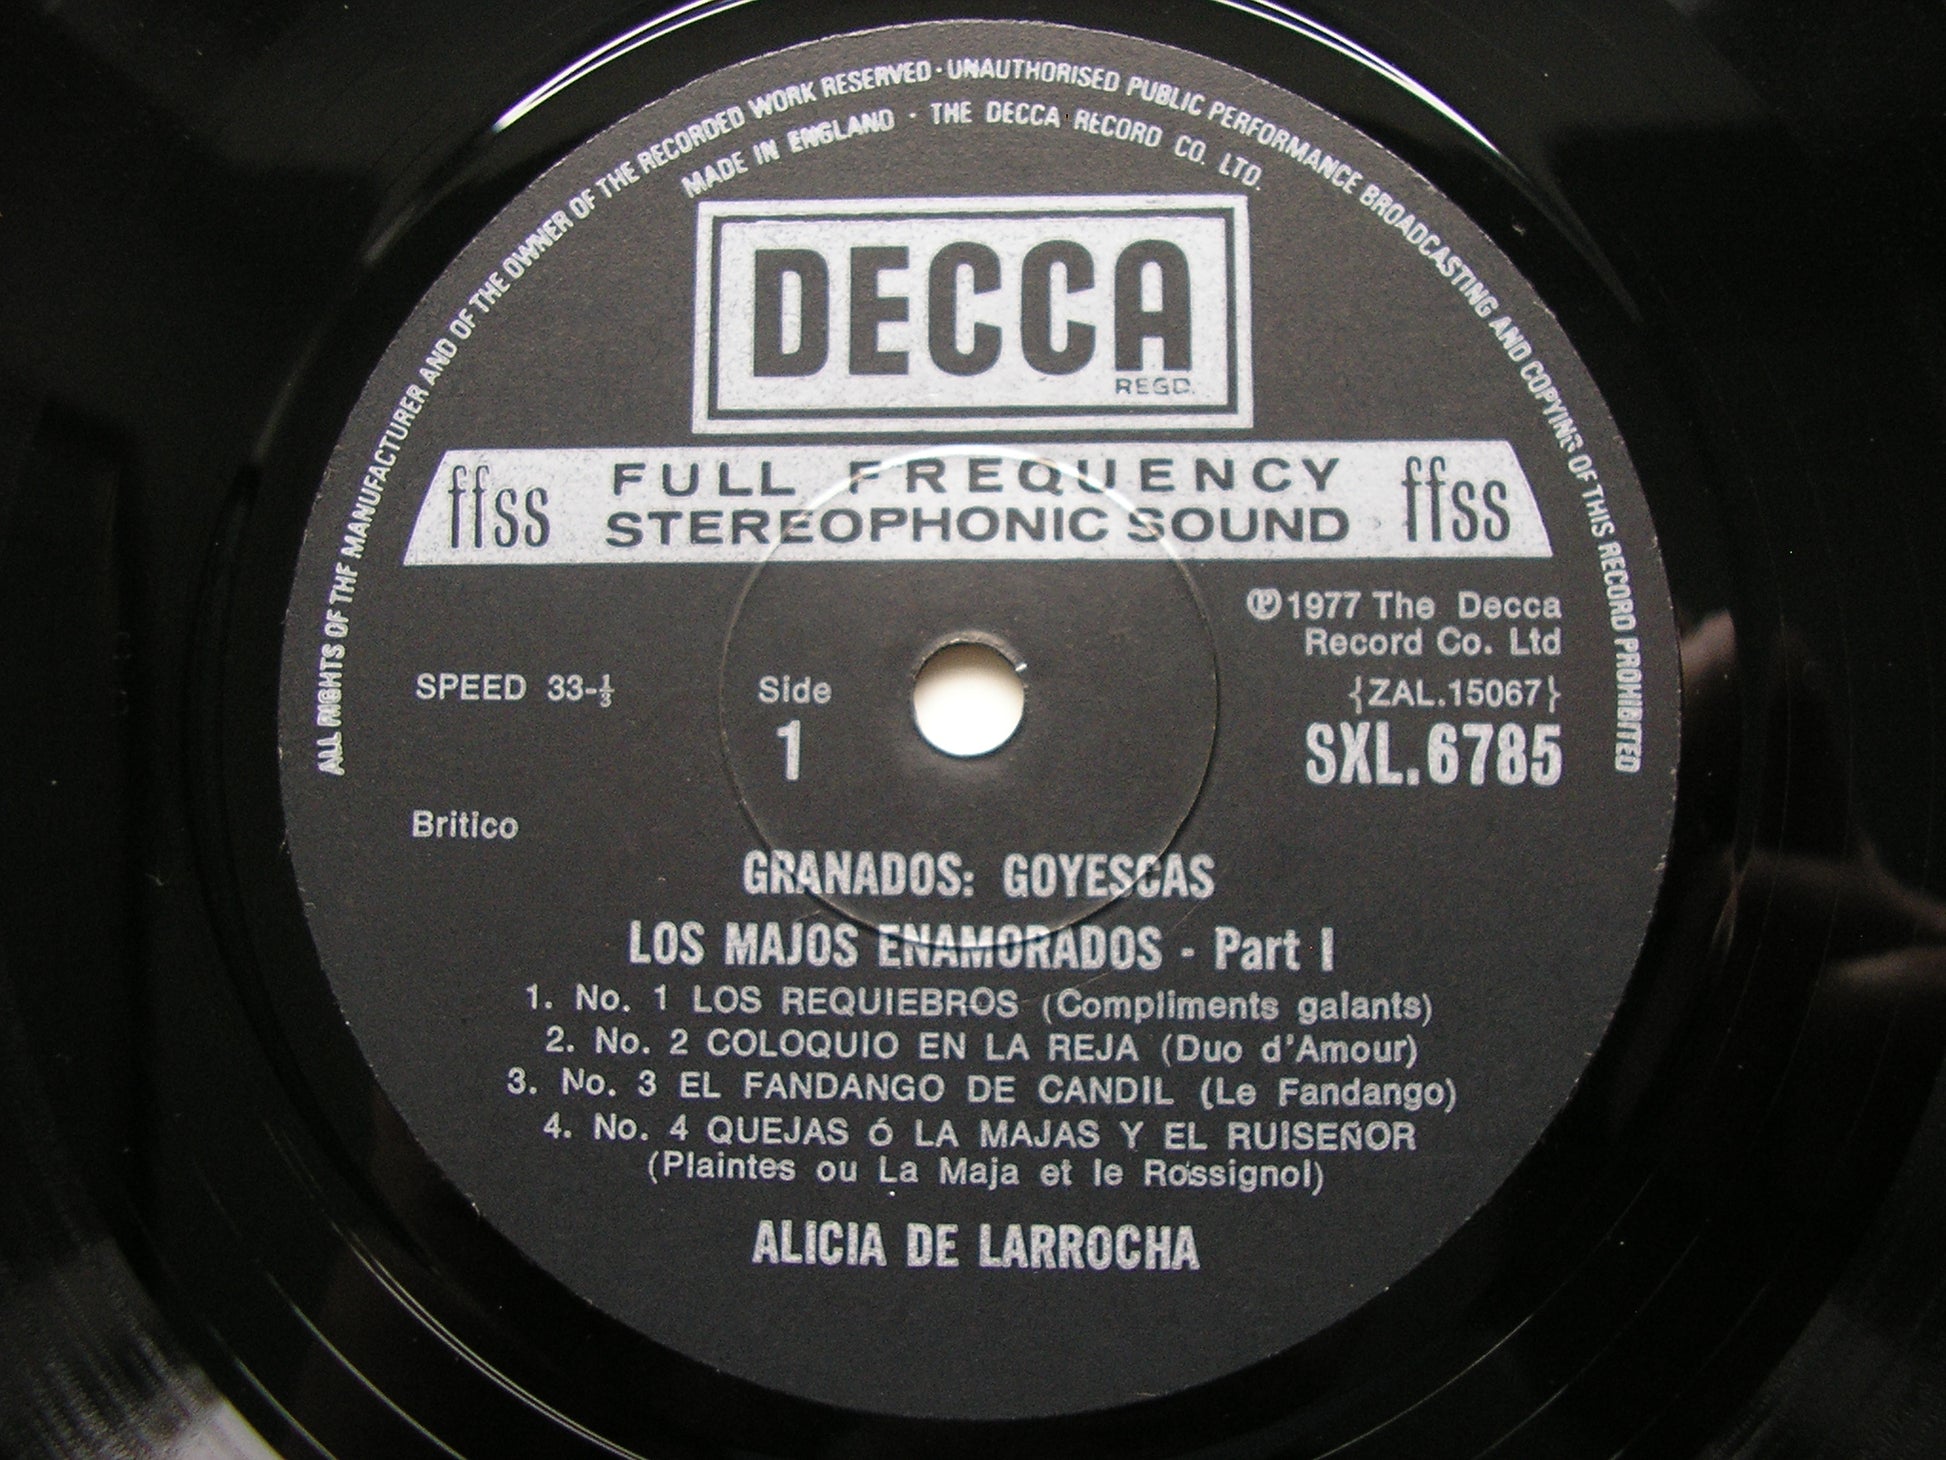 ALL RIGHTS OF THE MANUFACTURER AND OF THE OWNER OF THE RECORDED WORK RESERVED · UNAUTHORISED PUBLIC PERFORMANCE BROADCASTING AND COPYING OF THIS RECORD PROHIBITED
MADE IN ENGLAND · THE DECCA RECORD CO. LTD.
DECCA
REGD.
ffss FULL FREQUENCY STEREOPHONIC SOUND ffss
℗1977 The Decca
Record Co. Ltd
SPEED 33-⅓
Side
1
{ZAL.15067}
SXL.6785
Britico
GRANADOS: GOYESCAS
LOS MAJOS ENAMORADOS - Part I
1. No. 1 LOS REQUIEBROS (Compliments galants)
2. No. 2 COLOQUIO EN LA REJA (Duo d'Amour)
3. No. 3 EL FANDANGO DE CANDIL (Le Fandango)
4. No. 4 QUEJAS Ó LA MAJAS Y EL RUISEÑOR
(Plaintes ou La Maja et le Rossignol)
ALICIA DE LARROCHA